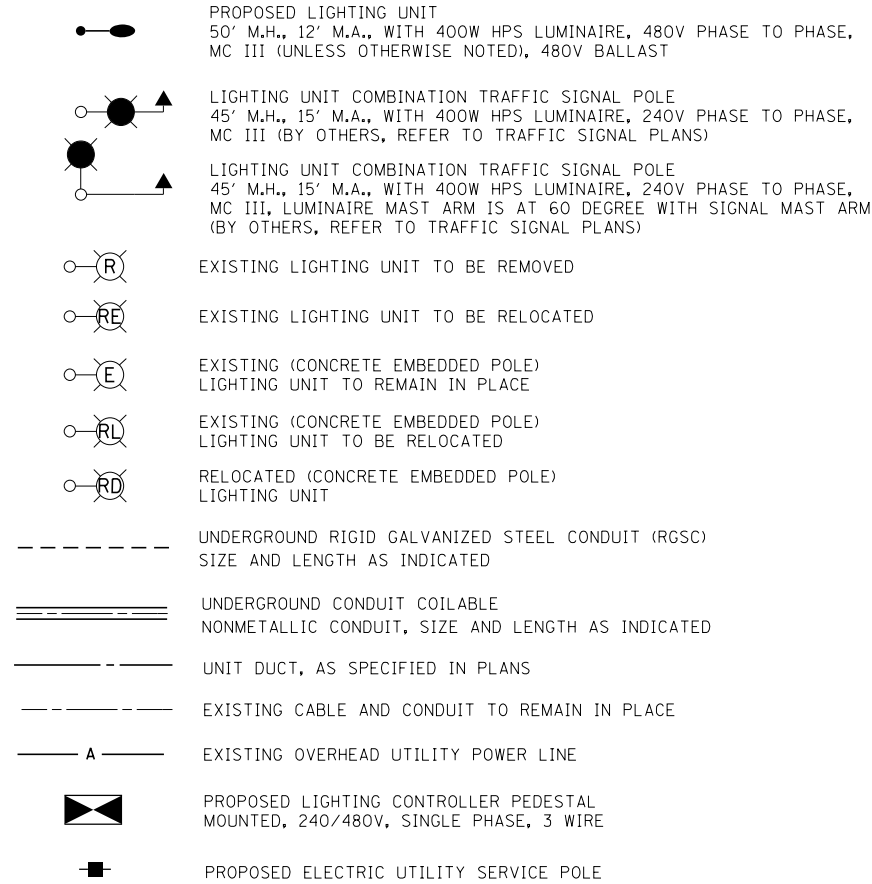 PROPOSED LIGHTING UNIT
50' M.H., 12' M.A., WITH 400W HPS LUMINAIRE, 480V PHASE TO PHASE,
MC III (UNLESS OTHERWISE NOTED), 480V BALLAST
LIGHTING UNIT COMBINATION TRAFFIC SIGNAL POLE
45' M.H., 15' M.A., WITH 400W HPS LUMINAIRE, 240V PHASE TO PHASE,
MC III (BY OTHERS, REFER TO TRAFFIC SIGNAL PLANS)
LIGHTING UNIT COMBINATION TRAFFIC SIGNAL POLE
45' M.H., 15' M.A., WITH 400W HPS LUMINAIRE, 240V PHASE TO PHASE,
MC III, LUMINAIRE MAST ARM IS AT 60 DEGREE WITH SIGNAL MAST ARM
(BY OTHERS, REFER TO TRAFFIC SIGNAL PLANS)
R EXISTING LIGHTING UNIT TO BE REMOVED
RE EXISTING LIGHTING UNIT TO BE RELOCATED
E EXISTING (CONCRETE EMBEDDED POLE)
LIGHTING UNIT TO REMAIN IN PLACE
RL EXISTING (CONCRETE EMBEDDED POLE)
LIGHTING UNIT TO BE RELOCATED
RD RELOCATED (CONCRETE EMBEDDED POLE)
LIGHTING UNIT
UNDERGROUND RIGID GALVANIZED STEEL CONDUIT (RGSC)
SIZE AND LENGTH AS INDICATED
UNDERGROUND CONDUIT COILABLE
NONMETALLIC CONDUIT, SIZE AND LENGTH AS INDICATED
UNIT DUCT, AS SPECIFIED IN PLANS
EXISTING CABLE AND CONDUIT TO REMAIN IN PLACE
A EXISTING OVERHEAD UTILITY POWER LINE
PROPOSED LIGHTING CONTROLLER PEDESTAL
MOUNTED, 240/480V, SINGLE PHASE, 3 WIRE
PROPOSED ELECTRIC UTILITY SERVICE POLE